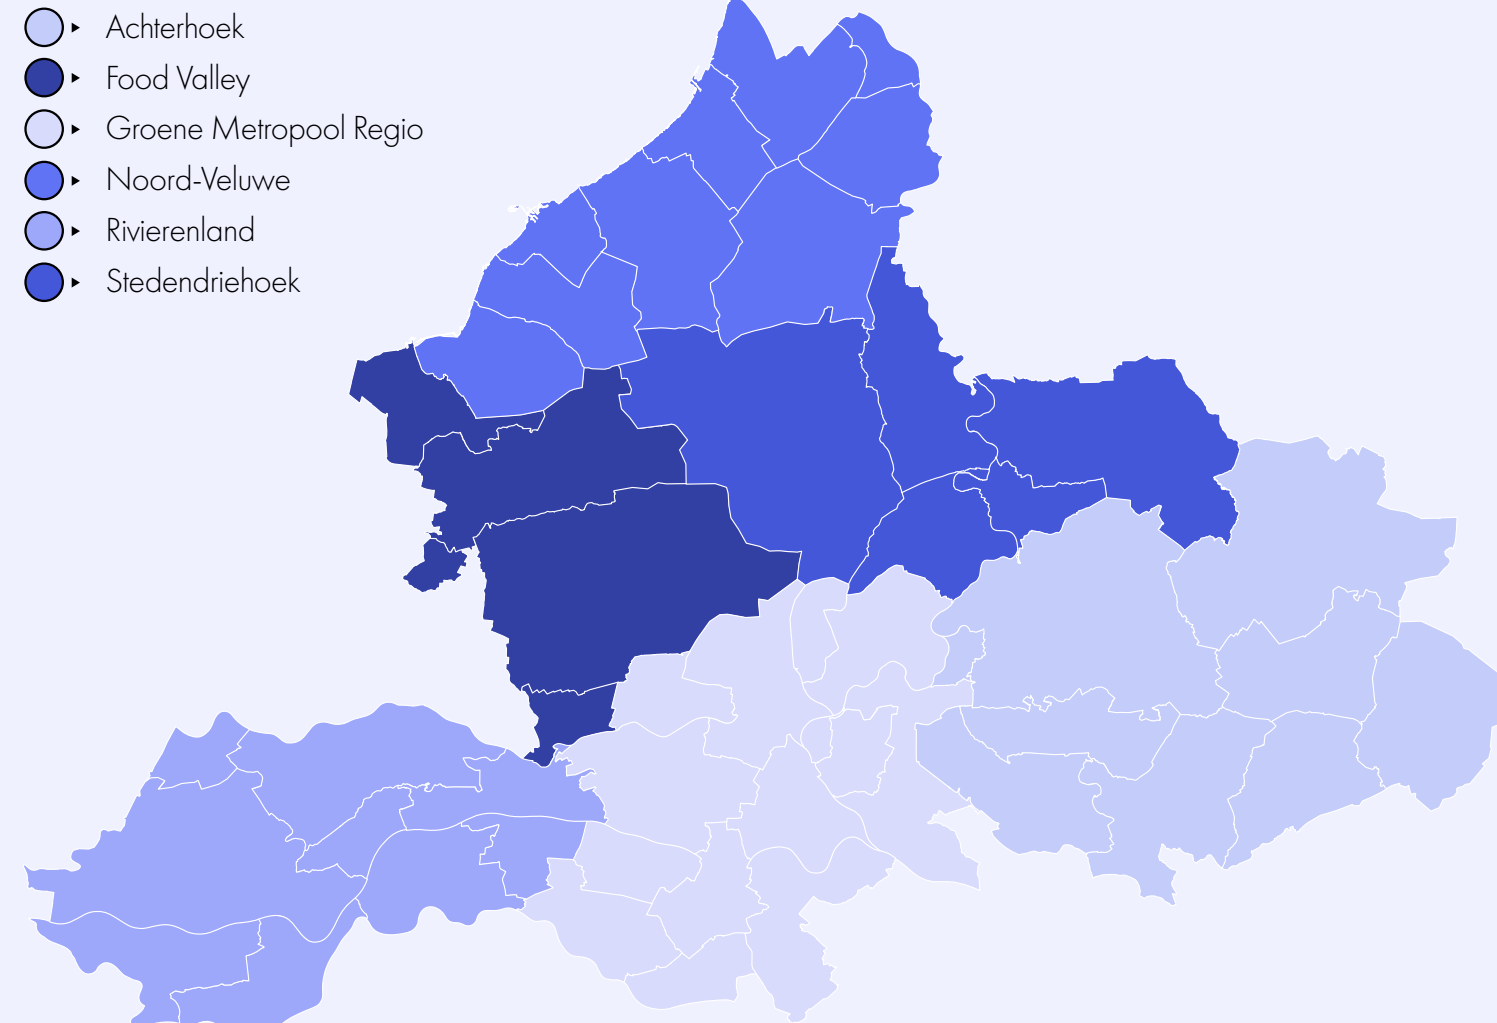 Achterhoek
Food Valley
Groene Metropool Regio
Noord-Veluwe
Rivierenland
Stedendriehoek